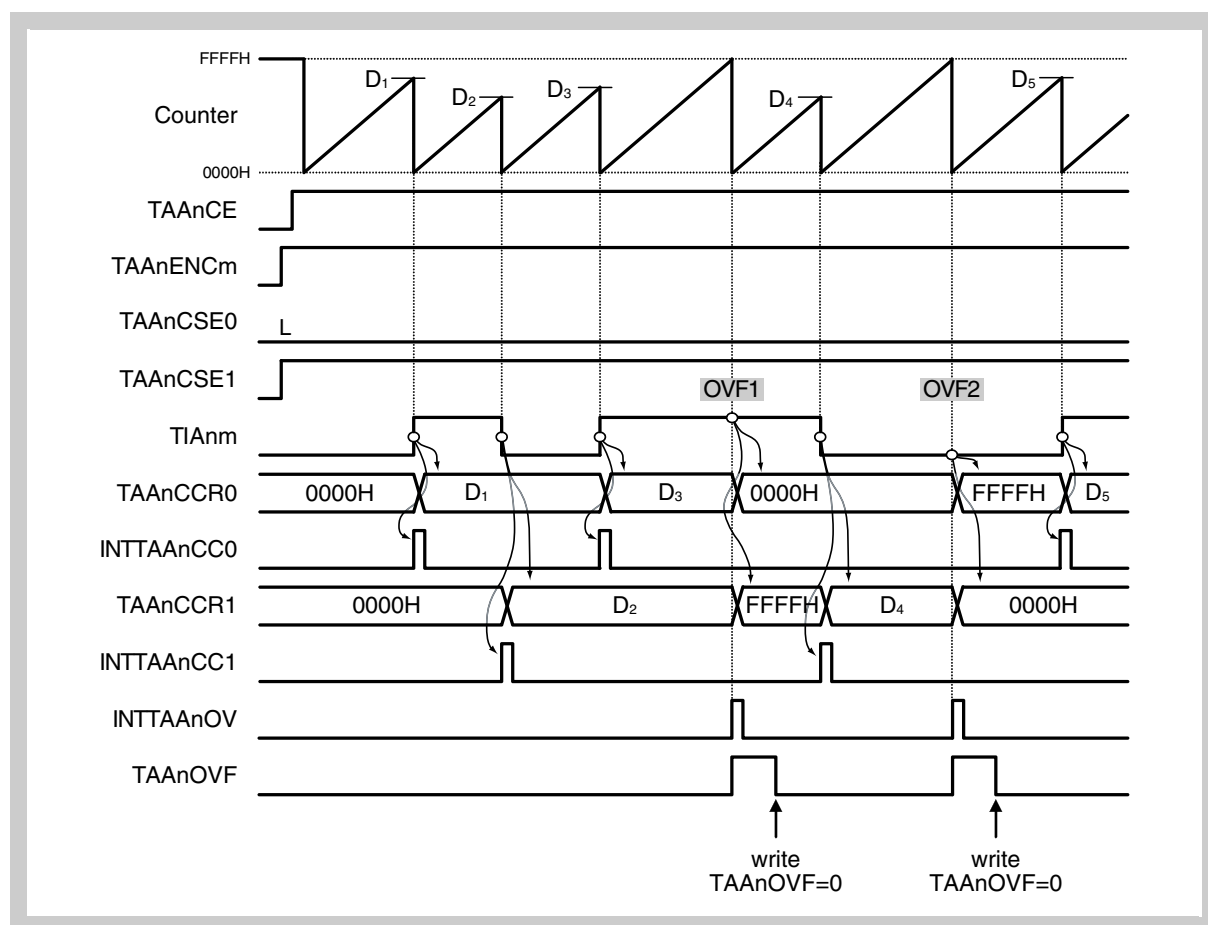 FFFFH
D1
D2
D3
D4
D5
Counter
0000H
TAAnCE
TAAnENCm
TAAnCSE0 L
TAAnCSE1
OVF1 OVF2
TIAnm
TAAnCCR0 0000H D1 D3 0000H FFFFH D5
INTTAAnCC0
TAAnCCR1 0000H D2 FFFFH D4 0000H
INTTAAnCC1
INTTAAnOV
TAAnOVF
write
TAAnOVF=0
write
TAAnOVF=0